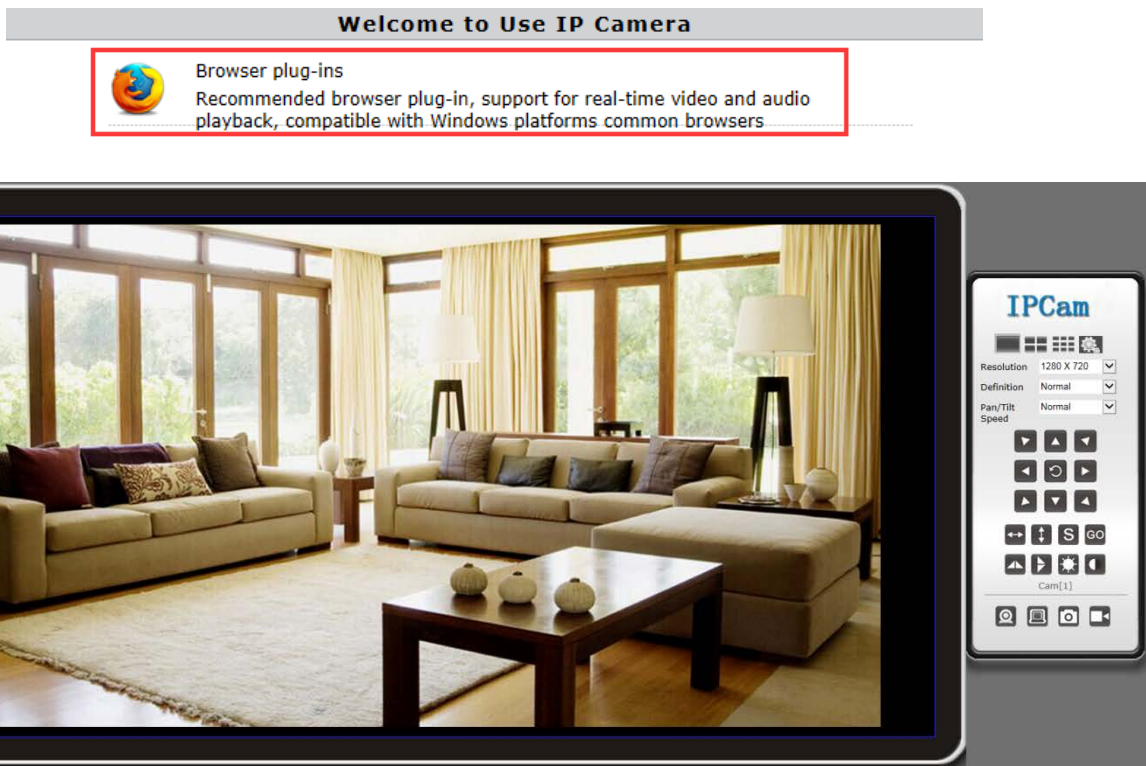 Welcome to Use IP Camera
Browser plug-ins
Recommended browser plug-in, support for real-time video and audio
playback, compatible with Windows platforms common browsers
IPCam
Resolution 1280 X 720
Definition Normal
Pan/Tilt Speed Normal
S GO
Cam[1]